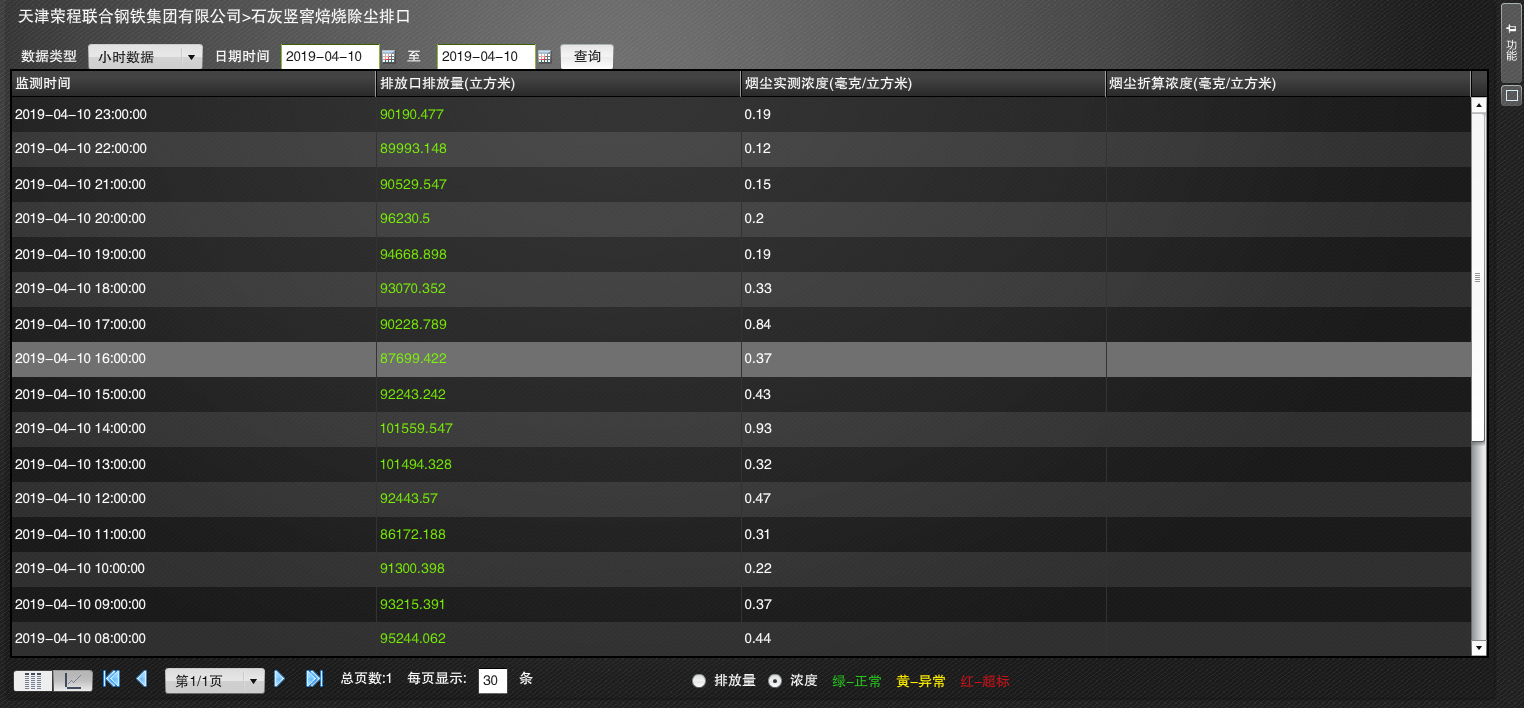 天津荣程联合钢铁集团有限公司>石灰竖窖焙烧除尘排口
数据类型 小时数据 日期时间 2019-04-10 至 2019-04-10 查询
功能
监测时间 排放口排放量(立方米) 烟尘实测浓度(毫克/立方米) 烟尘折算浓度(毫克/立方米)
2019-04-10 23:00:00 90190.477 0.19
2019-04-10 22:00:00 89993.148 0.12
2019-04-10 21:00:00 90529.547 0.15
2019-04-10 20:00:00 96230.5 0.2
2019-04-10 19:00:00 94668.898 0.19
2019-04-10 18:00:00 93070.352 0.33
2019-04-10 17:00:00 90228.789 0.84
2019-04-10 16:00:00 87699.422 0.37
2019-04-10 15:00:00 92243.242 0.43
2019-04-10 14:00:00 101559.547 0.93
2019-04-10 13:00:00 101494.328 0.32
2019-04-10 12:00:00 92443.57 0.47
2019-04-10 11:00:00 86172.188 0.31
2019-04-10 10:00:00 91300.398 0.22
2019-04-10 09:00:00 93215.391 0.37
2019-04-10 08:00:00 95244.062 0.44
第1/1页 总页数:1 每页显示: 30 条 排放量 浓度 绿-正常 黄-异常 红-超标